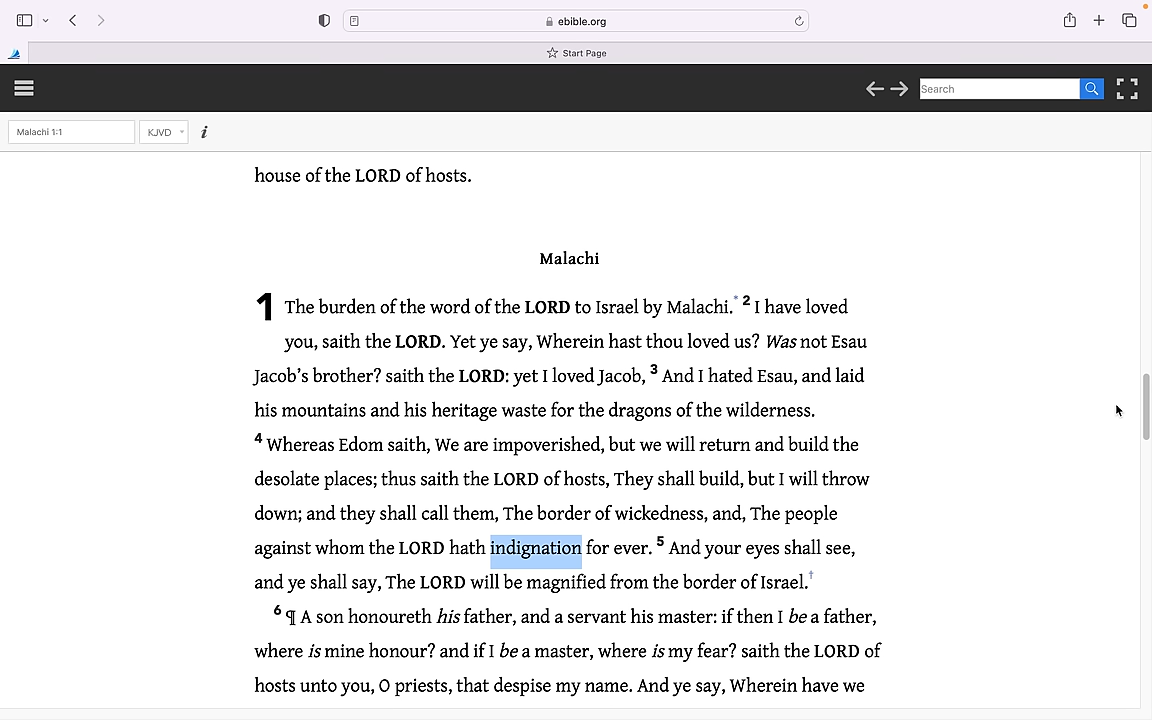 ebible.org
Start Page
Search
Malachi 1:1
KJVD
i
house of the LORD of hosts.
Malachi
1 The burden of the word of the LORD to Israel by Malachi.* 2 I have loved
you, saith the LORD. Yet ye say, Wherein hast thou loved us? Was not Esau
Jacob’s brother? saith the LORD: yet I loved Jacob, 3 And I hated Esau, and laid
his mountains and his heritage waste for the dragons of the wilderness.
4 Whereas Edom saith, We are impoverished, but we will return and build the
desolate places; thus saith the LORD of hosts, They shall build, but I will throw
down; and they shall call them, The border of wickedness, and, The people
against whom the LORD hath indignation for ever. 5 And your eyes shall see,
and ye shall say, The LORD will be magnified from the border of Israel.†
6 ¶ A son honoureth his father, and a servant his master: if then I be a father,
where is mine honour? and if I be a master, where is my fear? saith the LORD of
hosts unto you, O priests, that despise my name. And ye say, Wherein have we